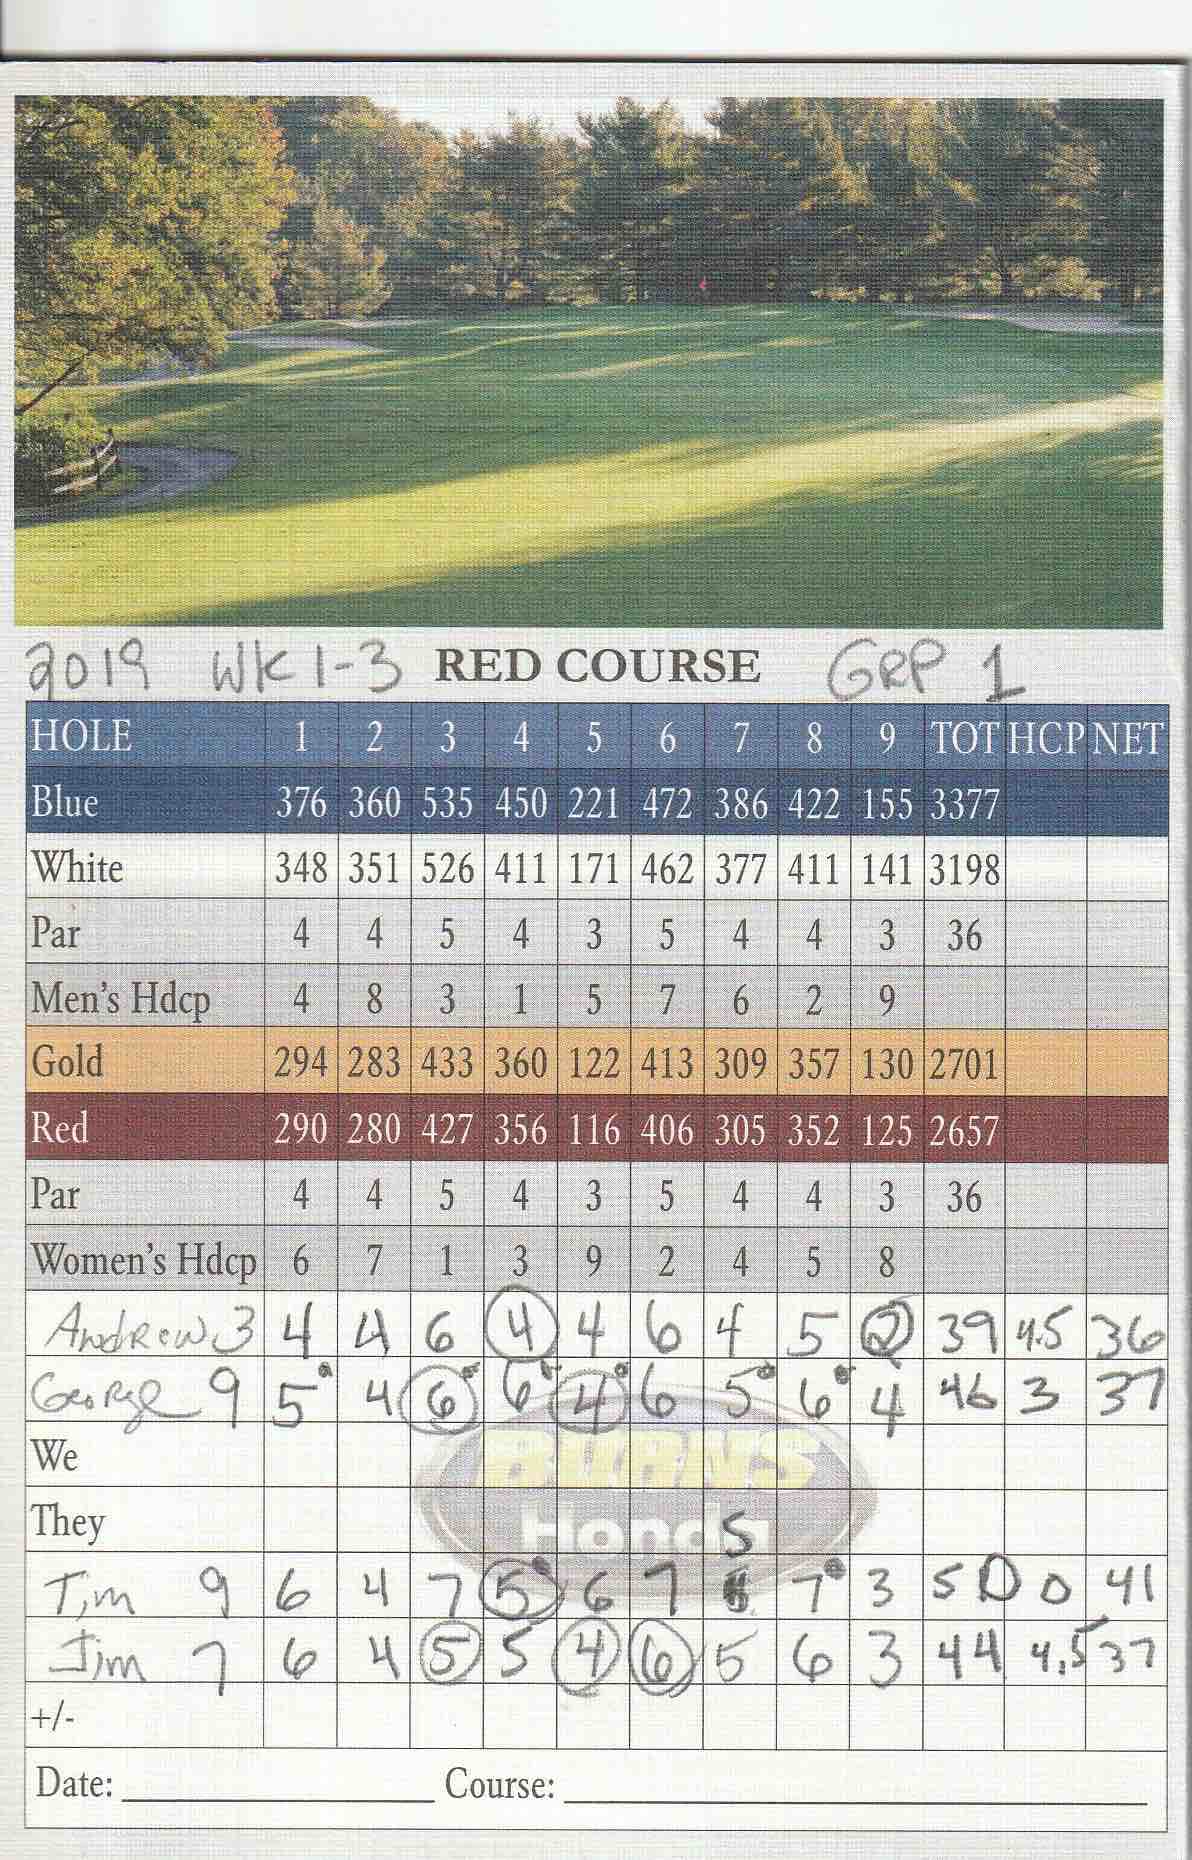 2019 WK 1-3 RED COURSE GRP 1
HOLE 1 2 3 4 5 6 7 8 9 TOT HCP NET
Blue 376 360 535 450 221 472 386 422 155 3377
White 348 351 526 411 171 462 377 411 141 3198
Par 4 4 5 4 3 5 4 4 3 36
Men's Hdcp 4 8 3 1 5 7 6 2 9
Gold 294 283 433 360 122 413 309 357 130 2701
Red 290 280 427 356 116 406 305 352 125 2657
Par 4 4 5 4 3 5 4 4 3 36
Women's Hdcp 6 7 1 3 9 2 4 5 8
Andrew 3 4 4 6 4 4 6 4 5 2 39 4.5 36
George 9 5 4 6 6 4 6 5 6 4 46 3 37
We
BURNS
They
Honda
5
Tim 9 6 4 7 5 6 7 7 3 50 0 41
Jim 7 6 4 5 5 4 6 5 6 3 44 4.5 37
+/-
Date: Course: